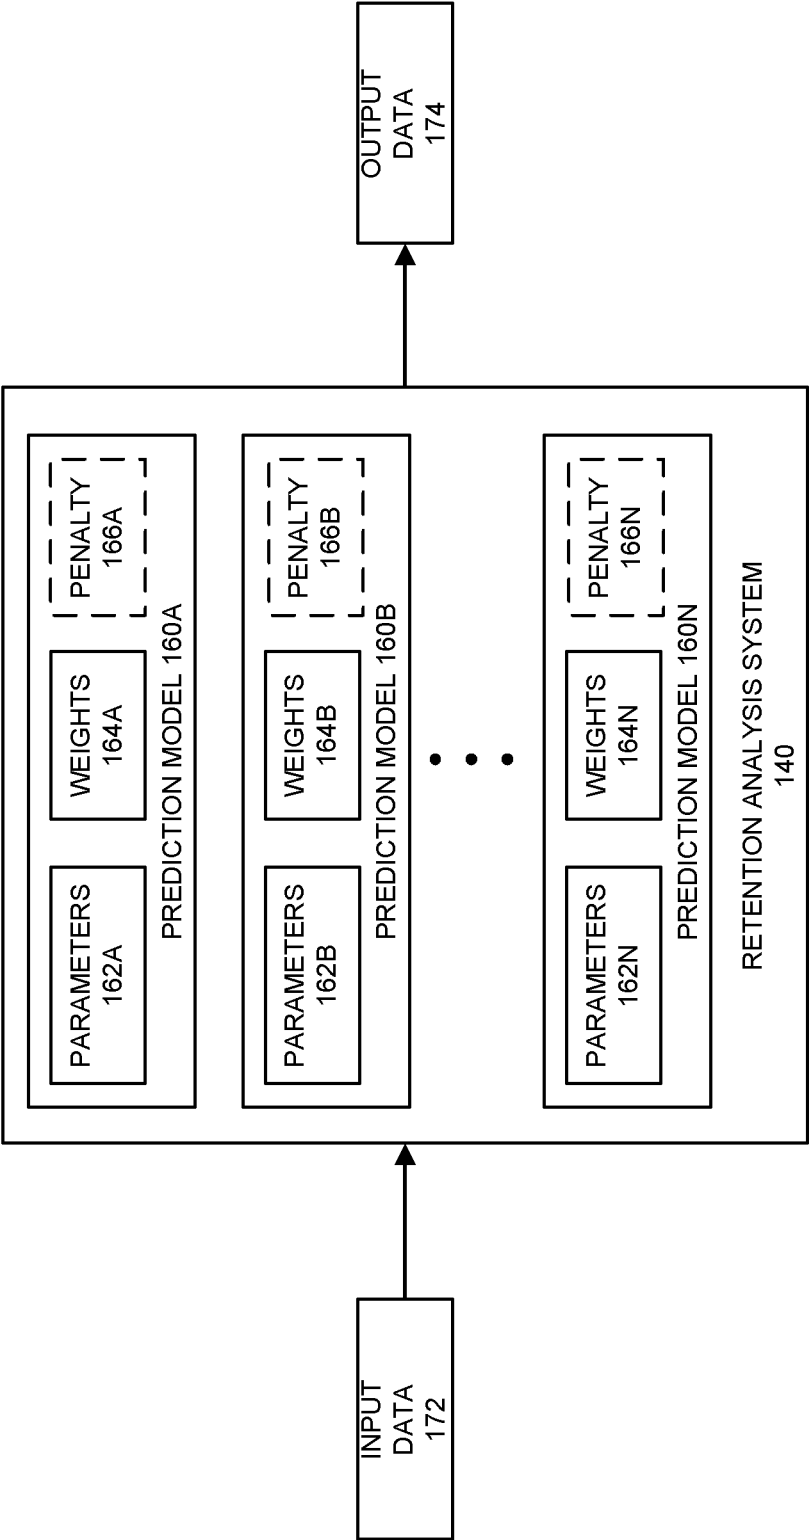 INPUT
DATA
172
PARAMETERS
162A
WEIGHTS
164A
PENALTY
166A
PREDICTION MODEL 160A
PARAMETERS
162B
WEIGHTS
164B
PENALTY
166B
PREDICTION MODEL 160B
PARAMETERS
162N
WEIGHTS
164N
PENALTY
166N
PREDICTION MODEL 160N
RETENTION ANALYSIS SYSTEM
140
OUTPUT
DATA
174